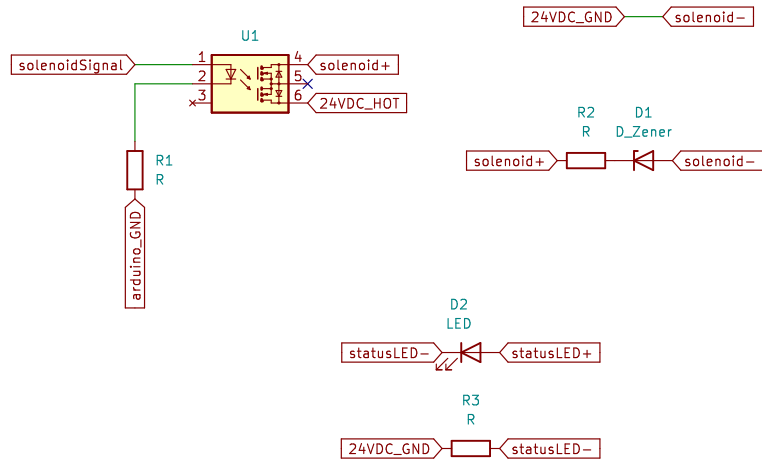 24VDC_GND solenoid-
U1
solenoidSignal 1 4 solenoid+
2 5
3 6 24VDC_HOT
R2 D1
R D_Zener
solenoid+ solenoid-
R1
R
arduino_GND
D2
LED
statusLED- statusLED+
R3
R
24VDC_GND statusLED-